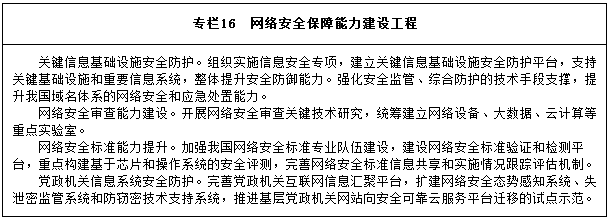 专栏16 网络安全保障能力建设工程
关键信息基础设施安全防护。组织实施信息安全专项，建立关键信息基础设施安全防护平台，支持
关键基础设施和重要信息系统，整体提升安全防御能力。强化安全监管、综合防护的技术手段支撑，提
升我国域名体系的网络安全和应急处置能力。
网络安全审查能力建设。开展网络安全审查关键技术研究，统筹建立网络设备、大数据、云计算等
重点实验室。
网络安全标准能力提升。加强我国网络安全标准专业队伍建设，建设网络安全标准验证和检测平
台，重点构建基于芯片和操作系统的安全评测，完善网络安全标准信息共享和实施情况跟踪评估机制。
党政机关信息系统安全防护。完善党政机关互联网信息汇聚平台，扩建网络安全态势感知系统、失
泄密监管系统和防窃密技术支持系统，推进基层党政机关网站向安全可靠云服务平台迁移的试点示范。